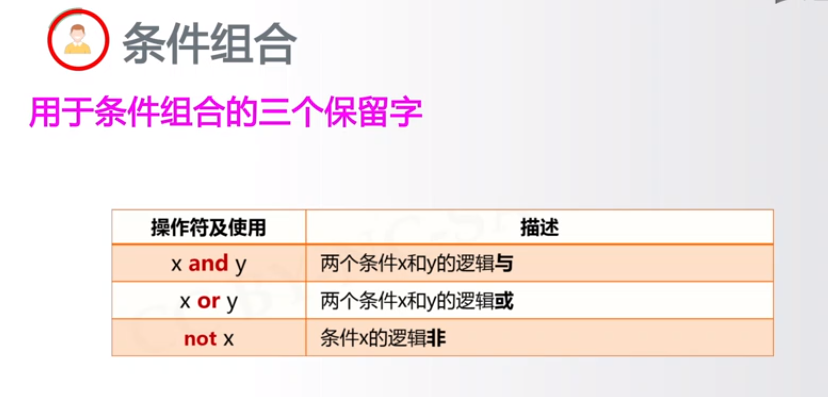 条件组合
用于条件组合的三个保留字
操作符及使用 描述
x and y 两个条件x和y的逻辑与
x or y 两个条件x和y的逻辑或
not x 条件x的逻辑非